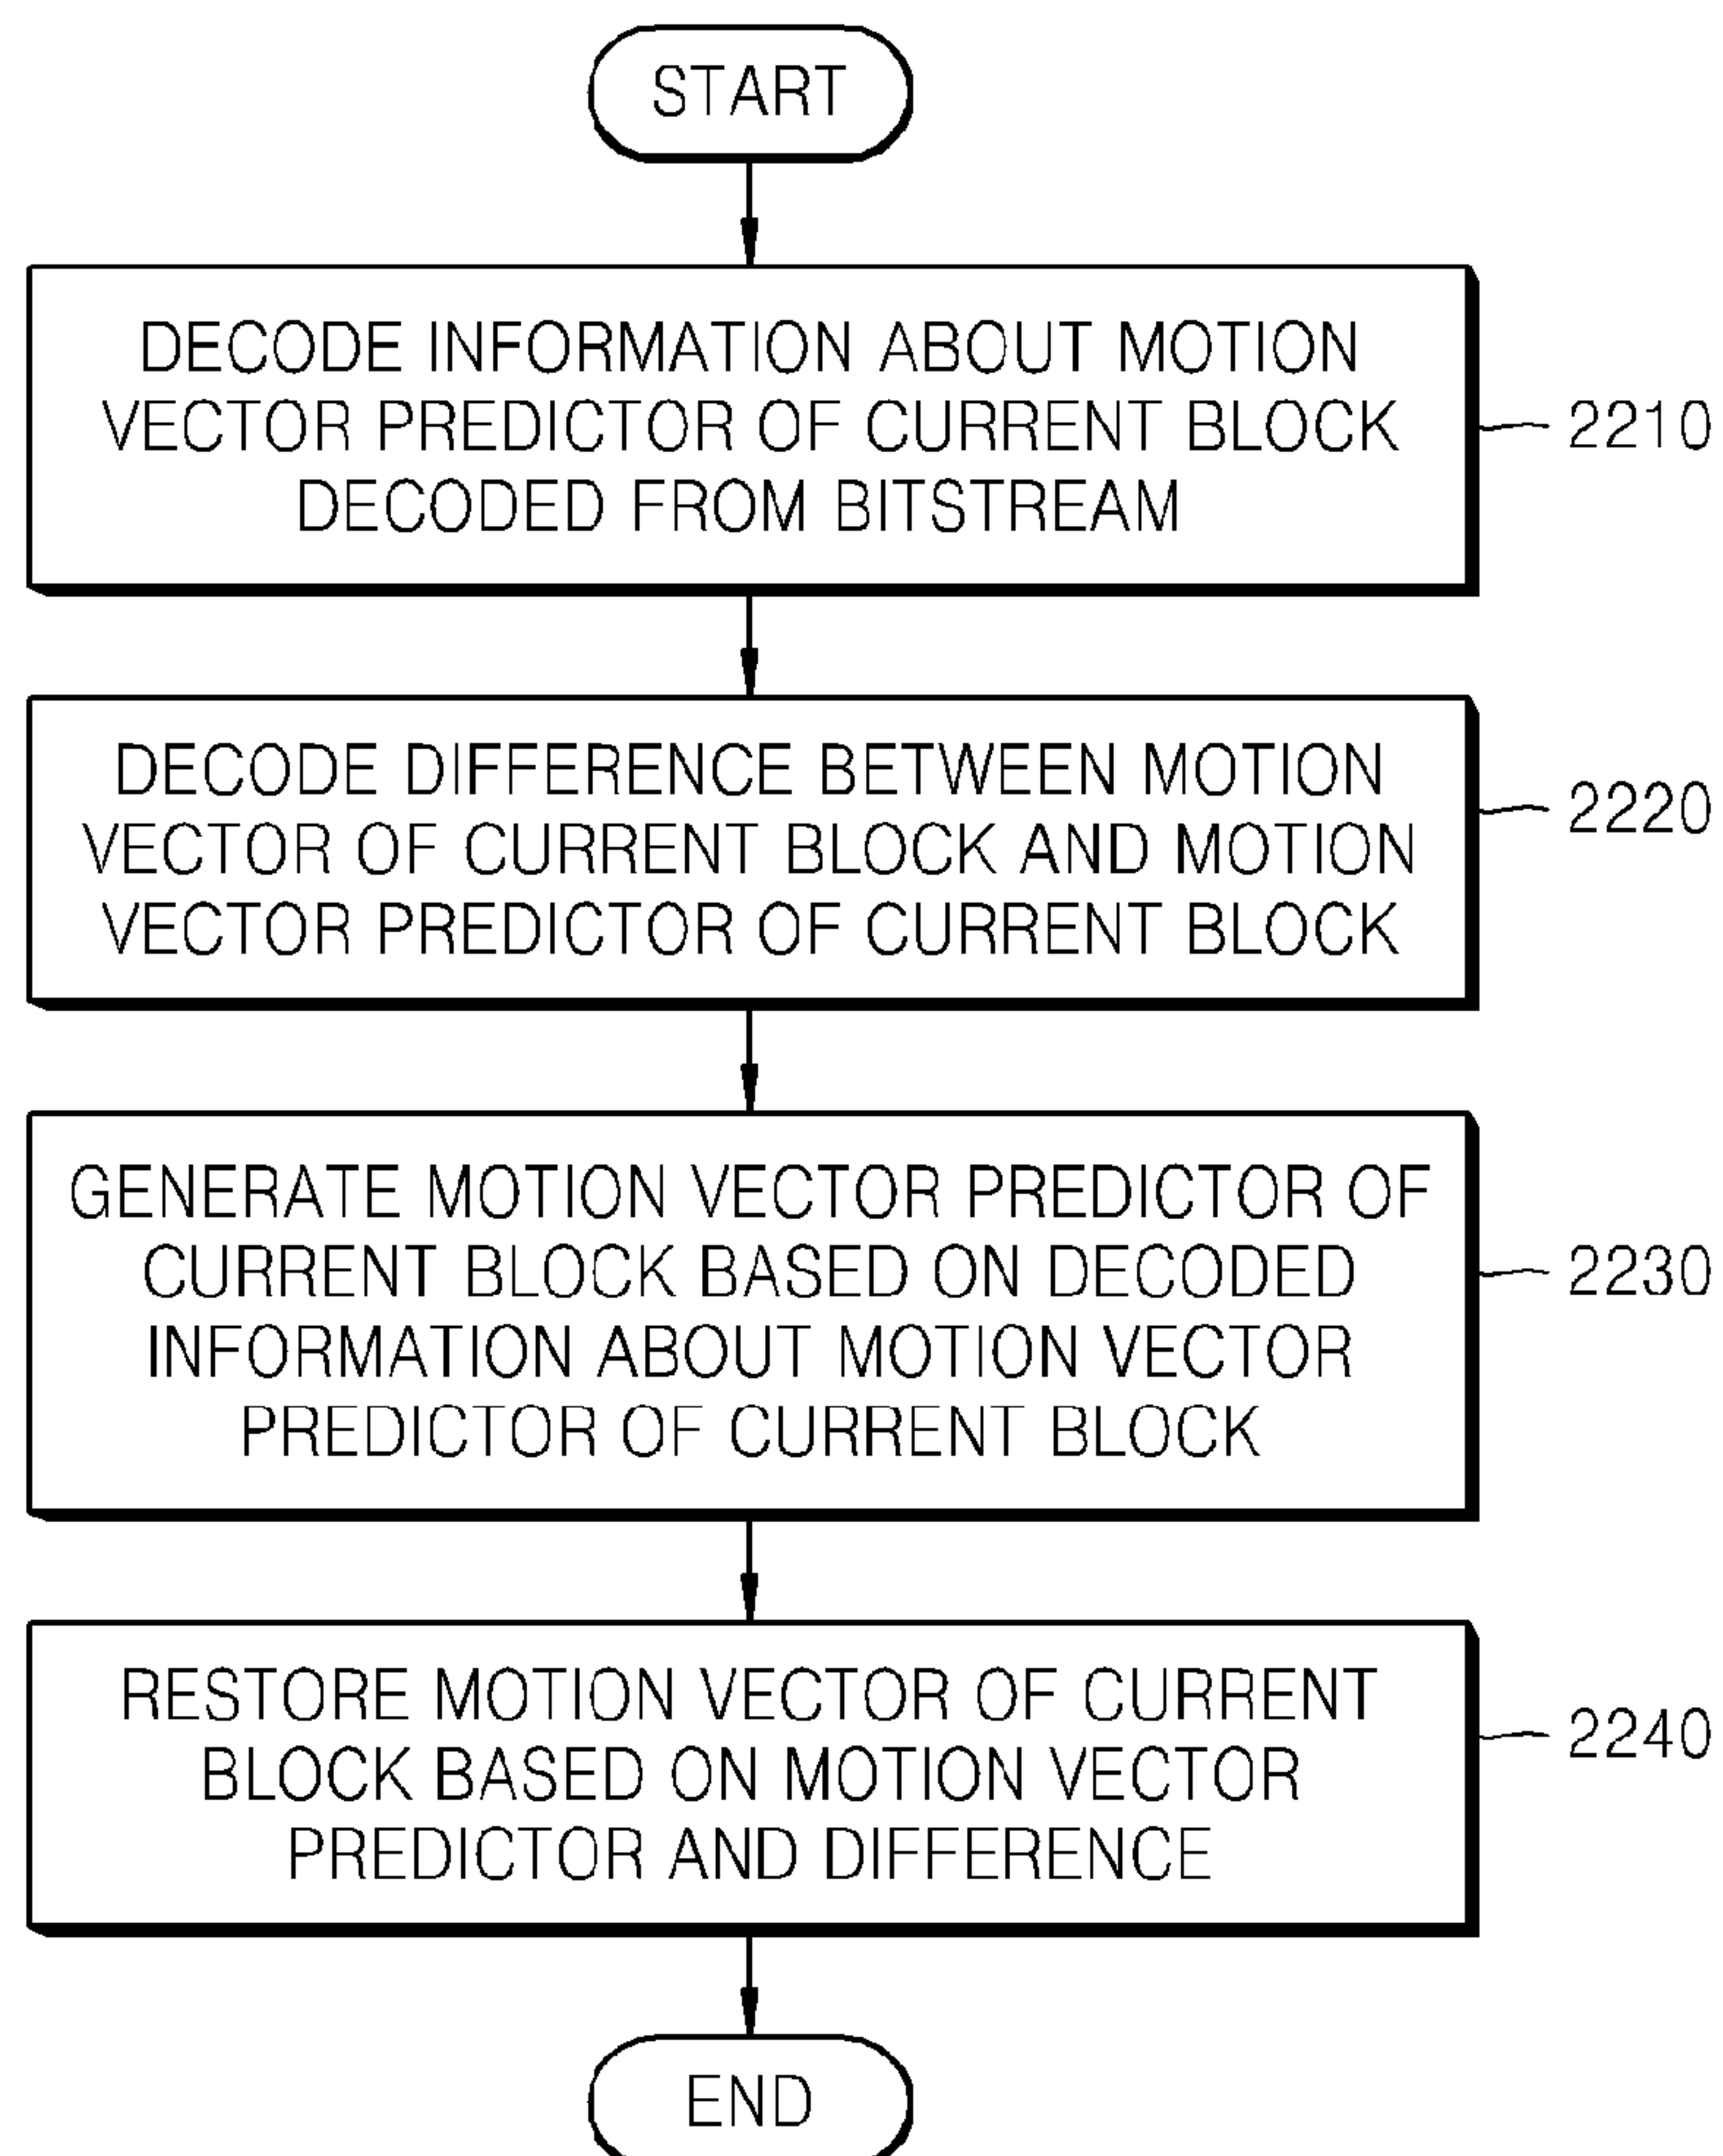 START
DECODE INFORMATION ABOUT MOTION
VECTOR PREDICTOR OF CURRENT BLOCK
DECODED FROM BITSTREAM
2210
DECODE DIFFERENCE BETWEEN MOTION
VECTOR OF CURRENT BLOCK AND MOTION
VECTOR PREDICTOR OF CURRENT BLOCK
2220
GENERATE MOTION VECTOR PREDICTOR OF
CURRENT BLOCK BASED ON DECODED
INFORMATION ABOUT MOTION VECTOR
PREDICTOR OF CURRENT BLOCK
2230
RESTORE MOTION VECTOR OF CURRENT
BLOCK BASED ON MOTION VECTOR
PREDICTOR AND DIFFERENCE
2240
END